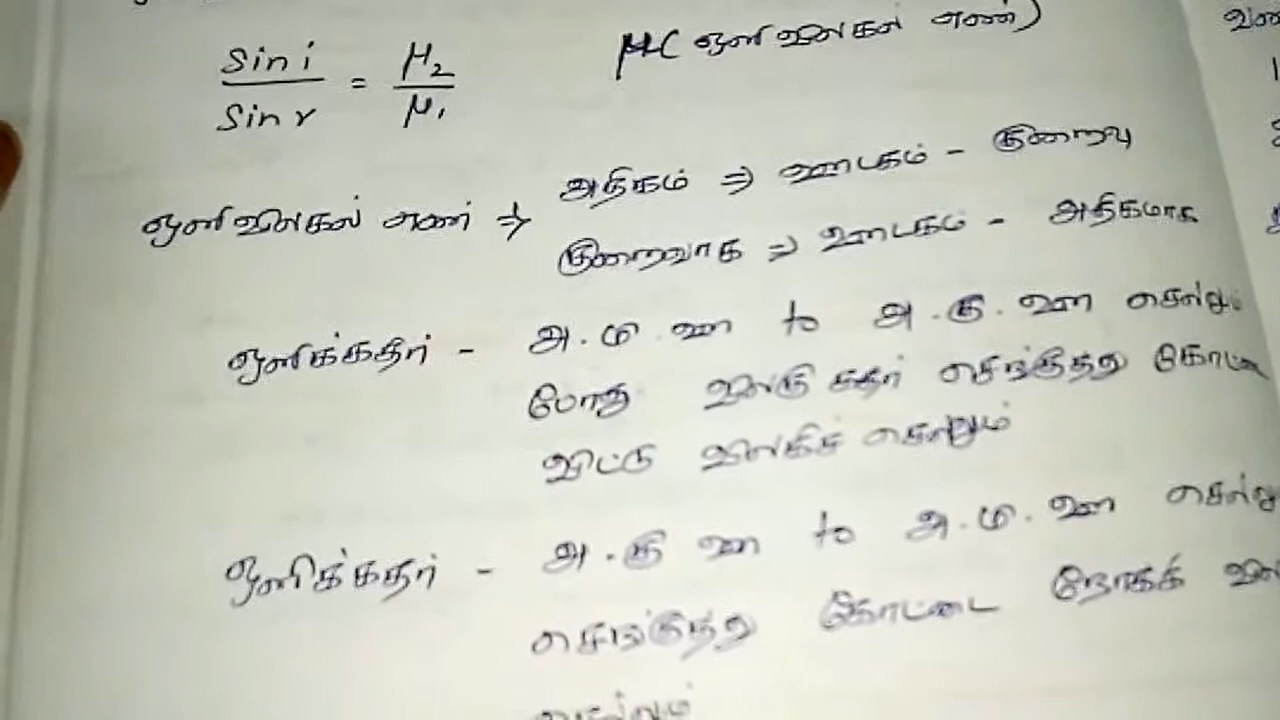 sin i / sin r = μ₂ / μ₁
μ ( ஒளி விலகல் எண் )
ஒளி விலகல் எண் ⇒ அதிகம் ⇒ ஊடகம் - குறைவு
குறைவாக ⇒ ஊடகம் - அதிகமாக
ஒளிக்கதிர் - அ.மி.ஊ to அ.கு.ஊ செல்லும்
போது விலகு கதிர் செங்குத்து
விட்டு விலகிச் செல்லும்
ஒளிக்கதிர் - அ.கு ஊ to அ.மி.ஊ
செங்குத்து கோட்டை நோக்கி
செல்லும்